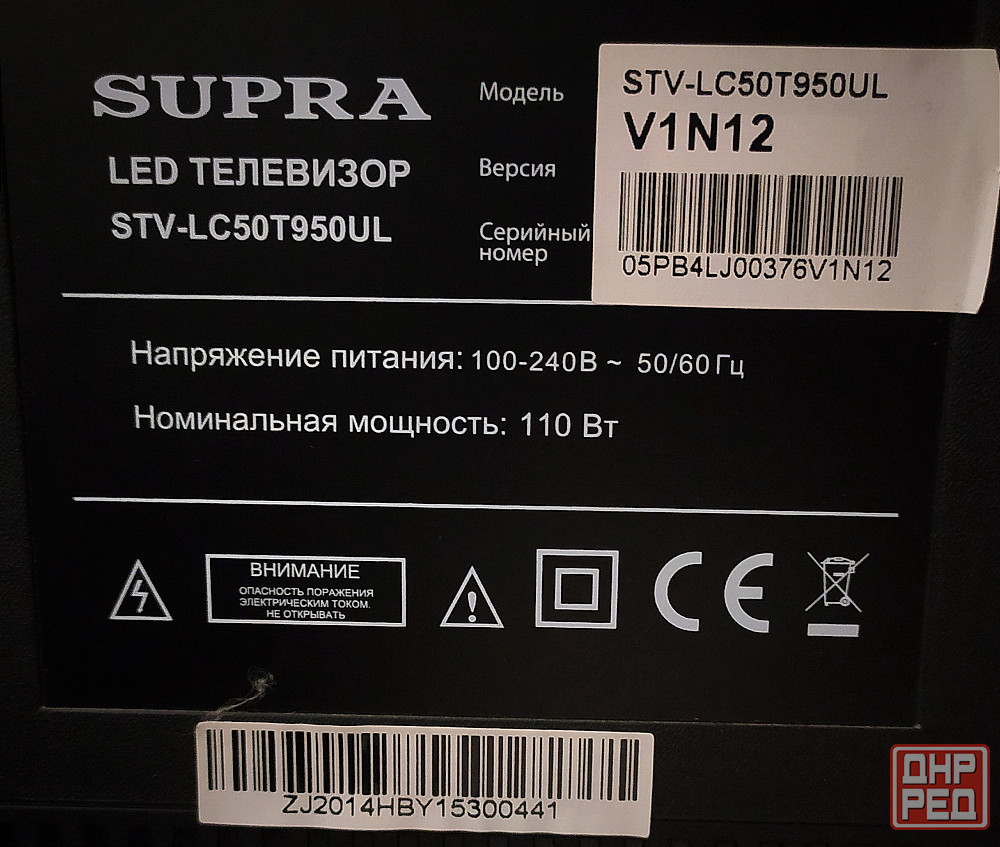 SUPRA
LED ТЕЛЕВИЗОР
STV-LC50T950UL
Модель
Версия
Серийный
номер
STV-LC50T950UL
V1N12
05PB4LJ00376V1N12
Напряжение питания: 100-240В ~ 50/60 Гц
Номинальная мощность: 110 Вт
ВНИМАНИЕ
ОПАСНОСТЬ ПОРАЖЕНИЯ
ЭЛЕКТРИЧЕСКИМ ТОКОМ.
НЕ ОТКРЫВАТЬ
CE
ZJ2014HBY15300441
ДНР
РЕД